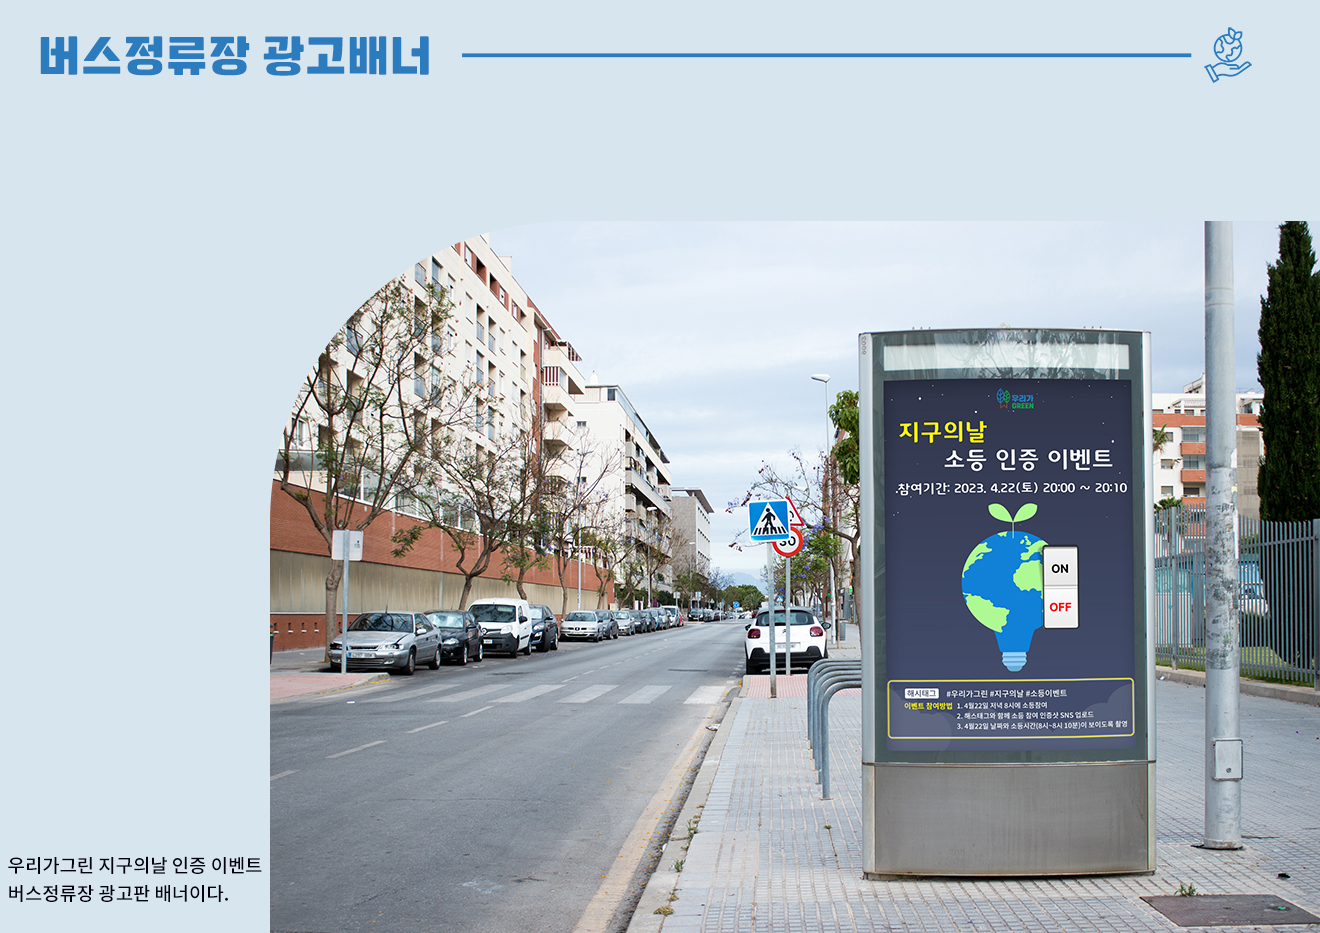 버스정류장 광고배너
우리가
GREEN
지구의날
소등 인증 이벤트
참여기간: 2023. 4.22(토) 20:00 ~ 20:10
ON
OFF
해시태그 #우리가그린 #지구의날 #소등이벤트
이벤트 참여방법 1. 4월22일 저녁 8시에 소등참여
2. 해스태그와 함께 소등 참여 인증샷 SNS 업로드
3. 4월22일 날짜와 소등시간(8시~8시 10분)이 보이도록 촬영
30
우리가그린 지구의날 인증 이벤트
버스정류장 광고판 배너이다.